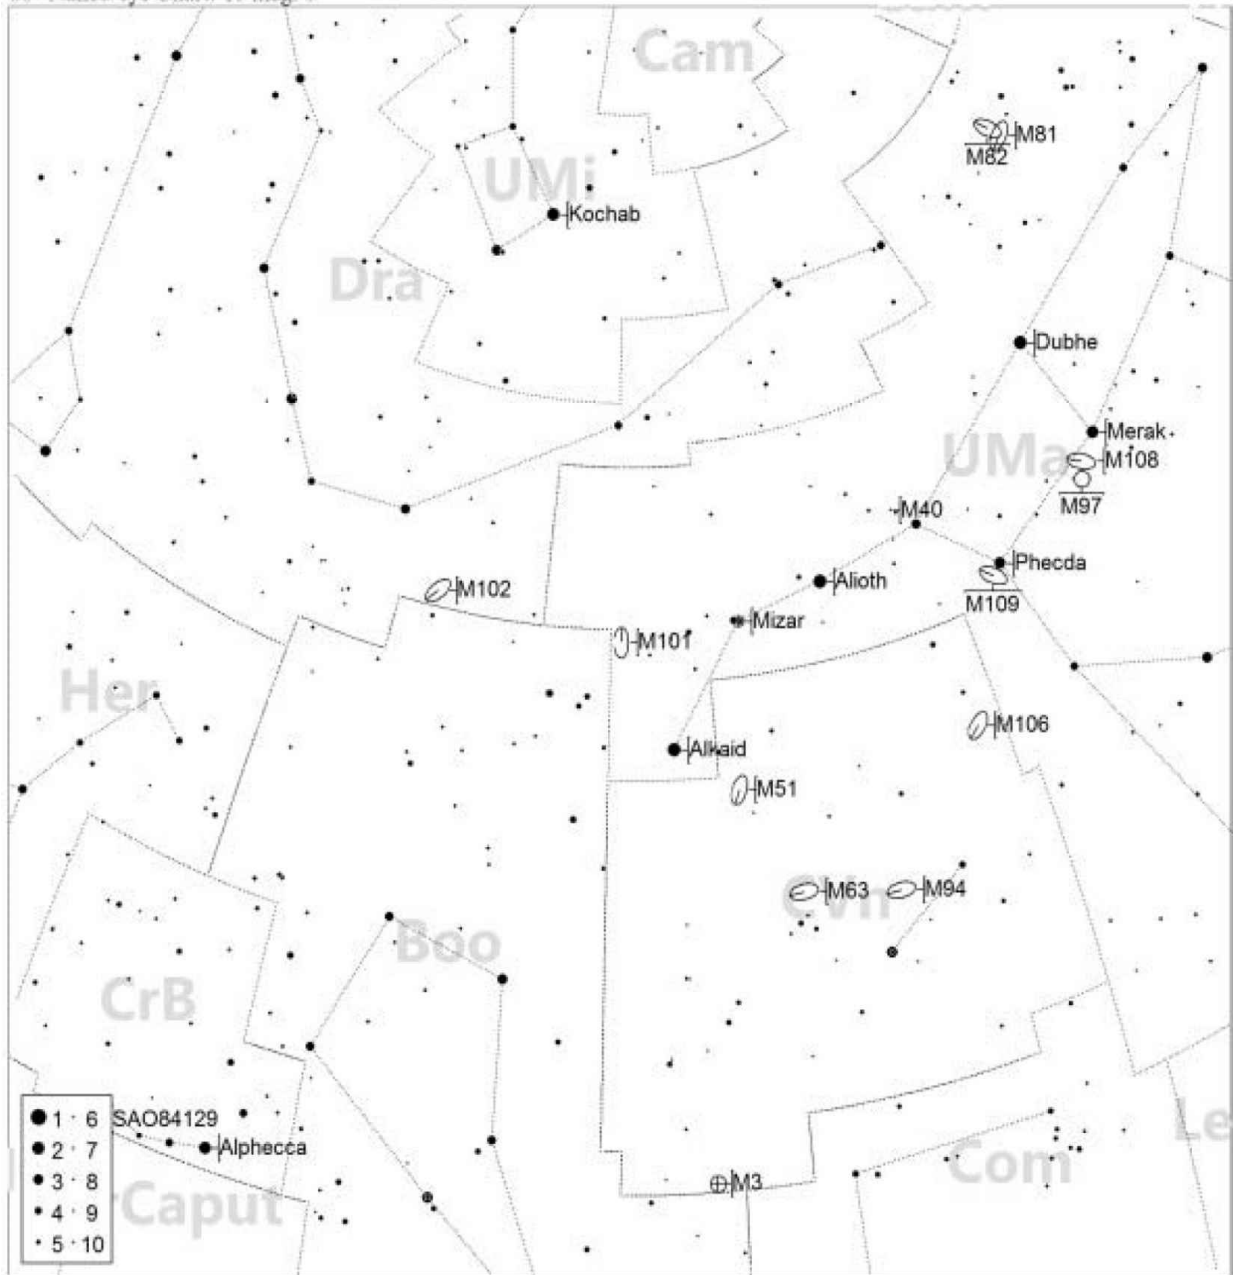 Cam
M81
M82
UMi
Kochab
Dra
Dubhe
Merak
UMa
M108
M97
M40
Phecda
Alioth
M109
M102
Mizar
M101
Her
M106
Alkaid
M51
M63
M94
CVn
Boo
CrB
1 6
SAO84129
2 7
Alphecca
3 8
4 9
5 10
rCaput
M3
Com
Le